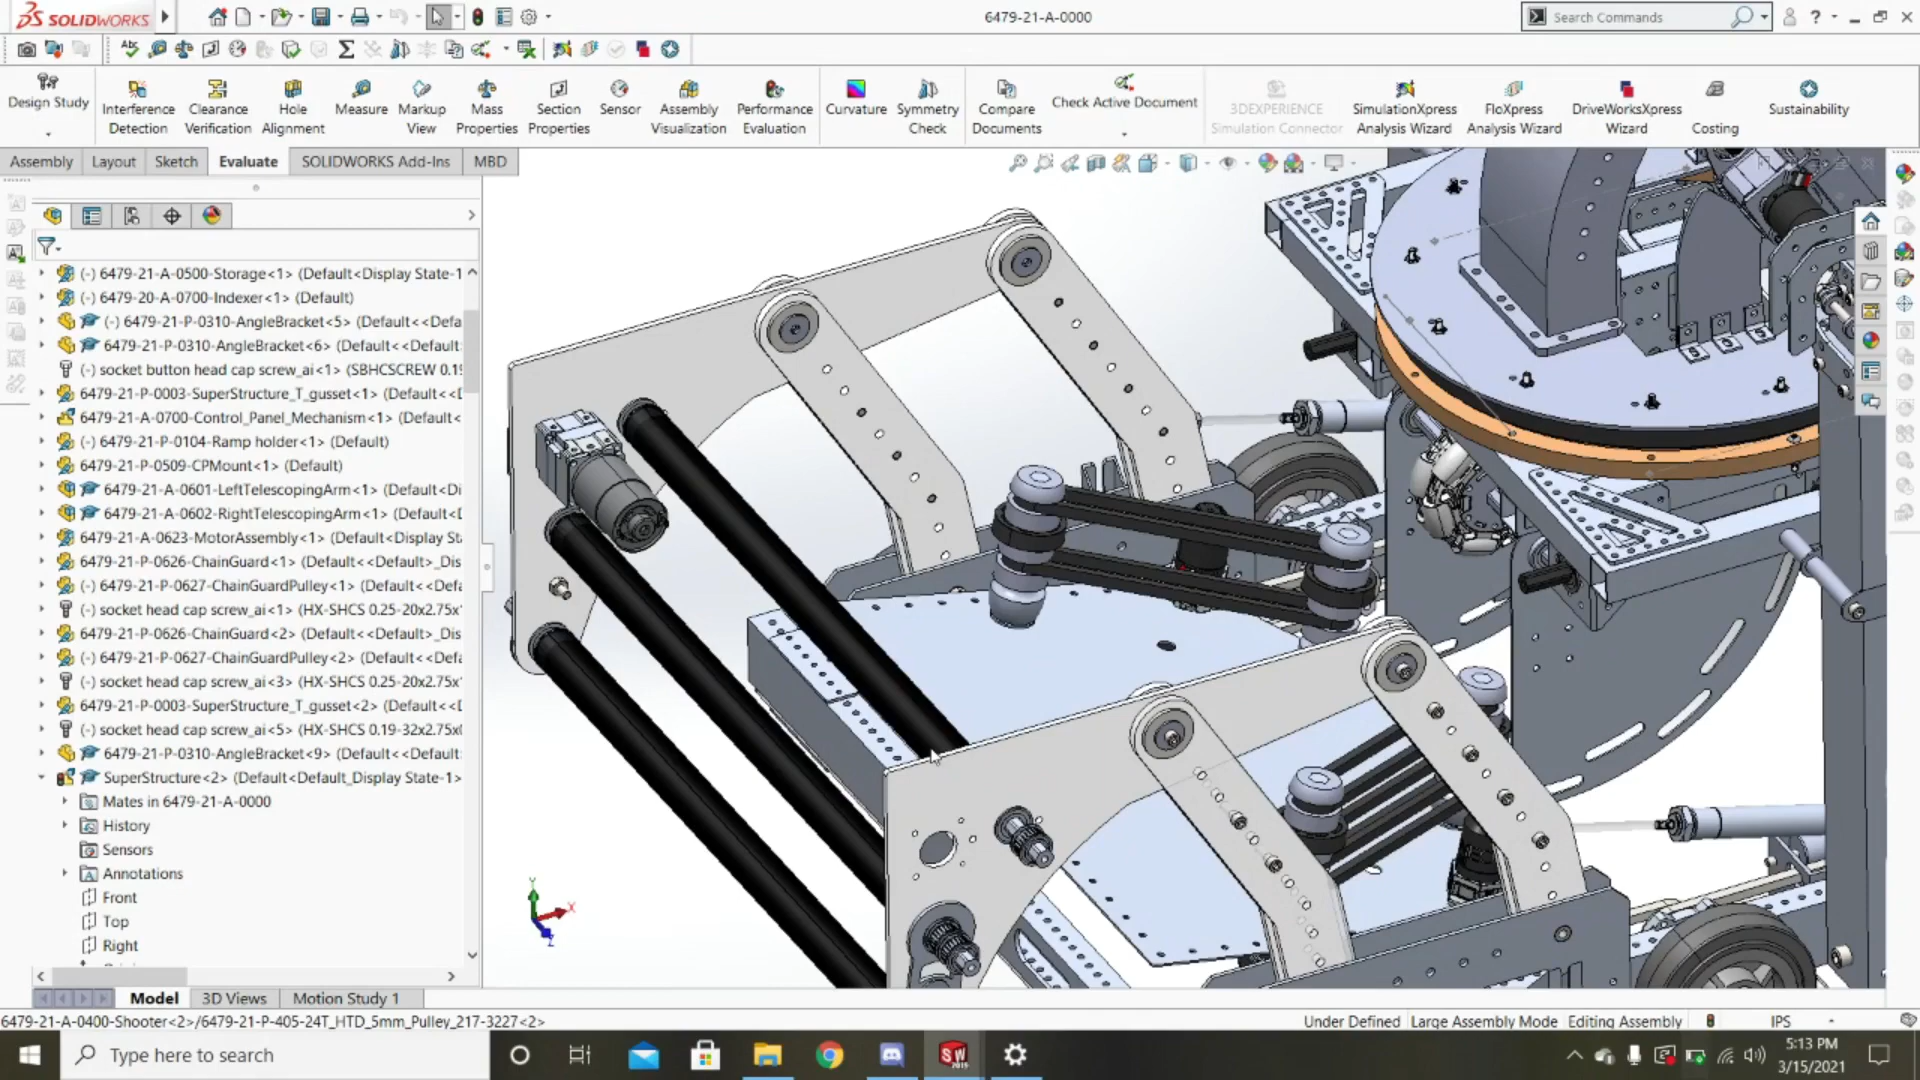 SOLIDWORKS
6479-21-A-0000
Search Commands
Design Study
Interference Detection
Clearance Verification
Hole Alignment
Measure
Markup View
Mass Properties
Section Properties
Sensor
Assembly Visualization
Performance Evaluation
Curvature
Symmetry Check
Compare Documents
Check Active Document
3DEXPERIENCE Simulation Connector
SimulationXpress Analysis Wizard
FloXpress Analysis Wizard
DriveWorksXpress Wizard
Costing
Sustainability
Assembly
Layout
Sketch
Evaluate
SOLIDWORKS Add-Ins
MBD
(-) 6479-21-A-0500-Storage<1> (Default<Display State-1
(-) 6479-20-A-0700-Indexer<1> (Default)
(-) 6479-21-P-0310-AngleBracket<5> (Default<<Defa
6479-21-P-0310-AngleBracket<6> (Default<<Default
(-) socket button head cap screw_ai<1> (SBHCSCREW 0.19
6479-21-P-0003-SuperStructure_T_gusset<1> (Default<
6479-21-A-0700-Control_Panel_Mechanism<1> (Default<
(-) 6479-21-P-0104-Ramp holder<1> (Default)
6479-21-P-0509-CPMount<1> (Default)
6479-21-A-0601-LeftTelescopingArm<1> (Default<Di
6479-21-A-0602-RightTelescopingArm<1> (Default<D
6479-21-A-0623-MotorAssembly<1> (Default<Display St
6479-21-P-0626-ChainGuard<1> (Default<<Default>_Dis
(-) 6479-21-P-0627-ChainGuardPulley<1> (Default<<Defa
(-) socket head cap screw_ai<1> (HX-SHCS 0.25-20x2.75x
6479-21-P-0626-ChainGuard<2> (Default<<Default>_Dis
(-) 6479-21-P-0627-ChainGuardPulley<2> (Default<<Defa
(-) socket head cap screw_ai<3> (HX-SHCS 0.25-20x2.75x
6479-21-P-0003-SuperStructure_T_gusset<2> (Default<
(-) socket head cap screw_ai<5> (HX-SHCS 0.19-32x2.75x
6479-21-P-0310-AngleBracket<9> (Default<<Default
SuperStructure<2> (Default<Default_Display State-1>
Mates in 6479-21-A-0000
History
Sensors
Annotations
Front
Top
Right
Model
3D Views
Motion Study 1
6479-21-A-0400-Shooter<2>/6479-21-P-405-24T_HTD_5mm_Pulley_217-3227<2>
Under Defined
Large Assembly Mode
Editing Assembly
IPS
Type here to search
5:13 PM
3/15/2021